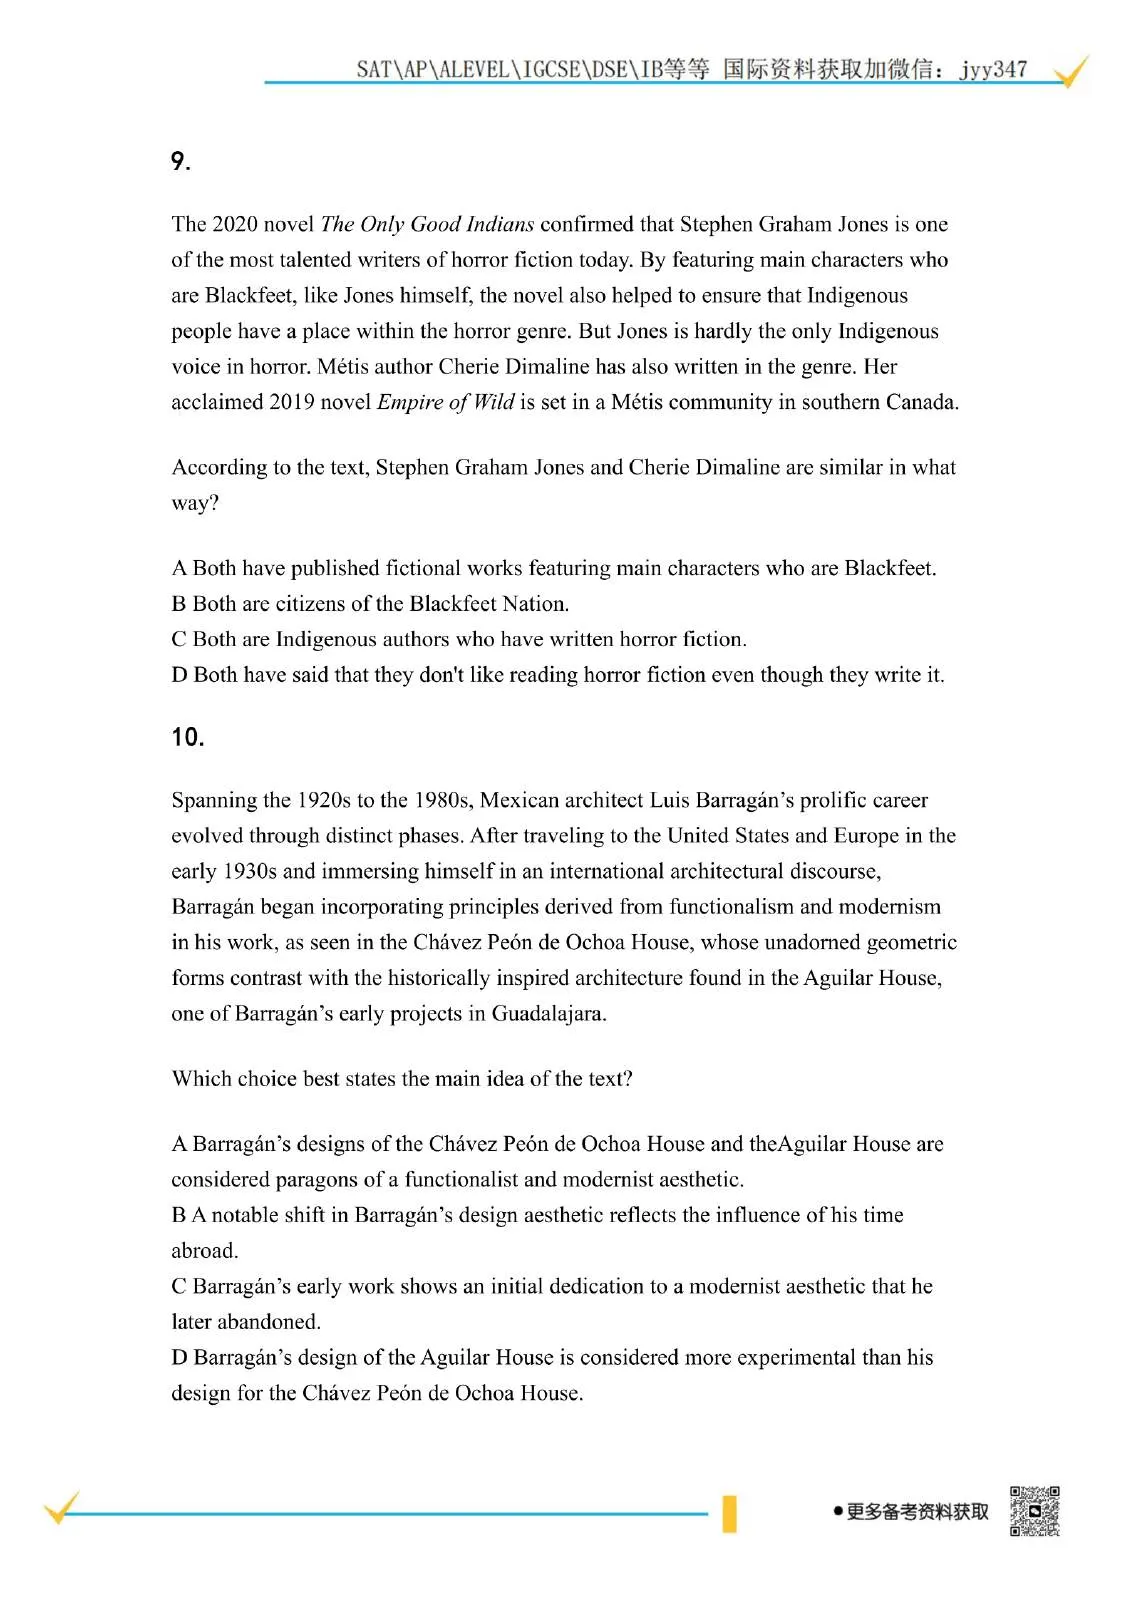 SAT\AP\ALEVEL\IGCSE\DSE\IB等等 国际资料获取加微信：jyy347
9.
The 2020 novel The Only Good Indians confirmed that Stephen Graham Jones is one
of the most talented writers of horror fiction today. By featuring main characters who
are Blackfeet, like Jones himself, the novel also helped to ensure that Indigenous
people have a place within the horror genre. But Jones is hardly the only Indigenous
voice in horror. Métis author Cherie Dimaline has also written in the genre. Her
acclaimed 2019 novel Empire of Wild is set in a Métis community in southern Canada.
According to the text, Stephen Graham Jones and Cherie Dimaline are similar in what
way?
A Both have published fictional works featuring main characters who are Blackfeet.
B Both are citizens of the Blackfeet Nation.
C Both are Indigenous authors who have written horror fiction.
D Both have said that they don't like reading horror fiction even though they write it.
10.
Spanning the 1920s to the 1980s, Mexican architect Luis Barragán’s prolific career
evolved through distinct phases. After traveling to the United States and Europe in the
early 1930s and immersing himself in an international architectural discourse,
Barragán began incorporating principles derived from functionalism and modernism
in his work, as seen in the Chávez Peón de Ochoa House, whose unadorned geometric
forms contrast with the historically inspired architecture found in the Aguilar House,
one of Barragán’s early projects in Guadalajara.
Which choice best states the main idea of the text?
A Barragán’s designs of the Chávez Peón de Ochoa House and theAguilar House are
considered paragons of a functionalist and modernist aesthetic.
B A notable shift in Barragán’s design aesthetic reflects the influence of his time
abroad.
C Barragán’s early work shows an initial dedication to a modernist aesthetic that he
later abandoned.
D Barragán’s design of the Aguilar House is considered more experimental than his
design for the Chávez Peón de Ochoa House.
●更多备考资料获取